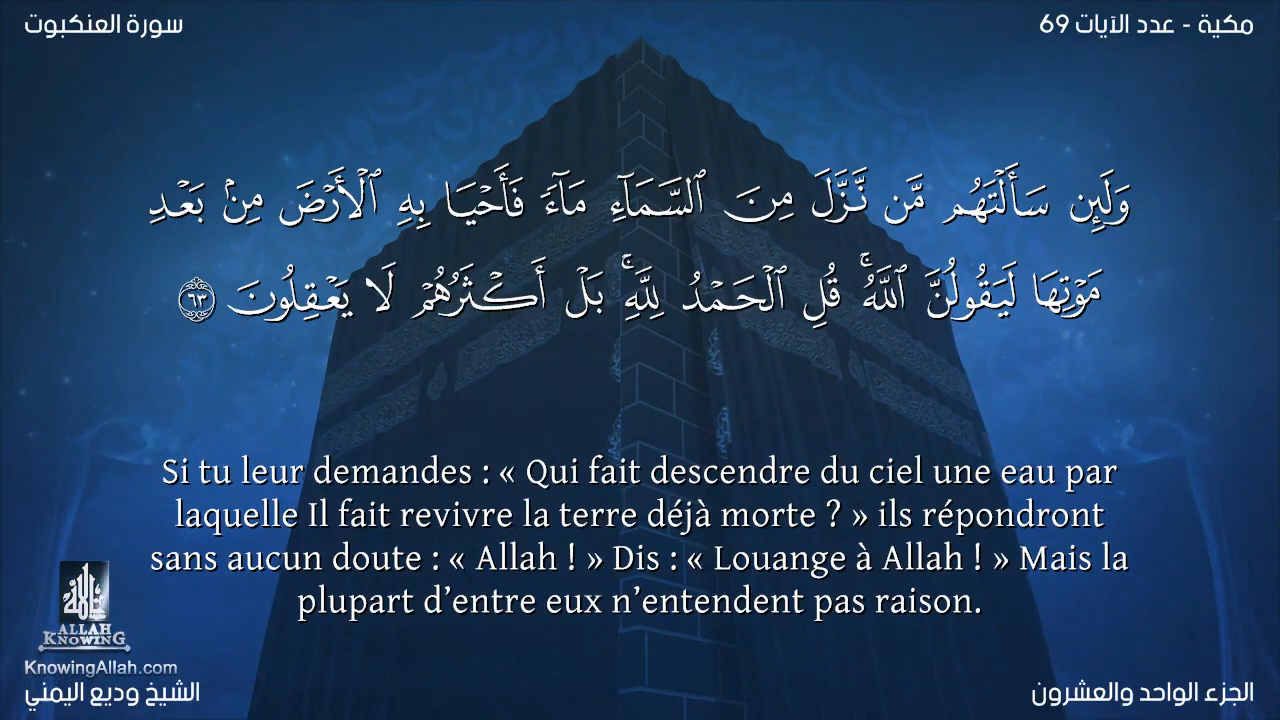 مكية - عدد الآيات 69
سورة العنكبوت
وَلَئِن سَأَلْتَهُم مَّن نَّزَّلَ مِنَ ٱلسَّمَآءِ مَآءً فَأَحْيَا بِهِ ٱلْأَرْضَ مِنۢ بَعْدِ
مَوْتِهَا لَيَقُولُنَّ ٱللَّهُ ۚ قُلِ ٱلْحَمْدُ لِلَّهِ ۚ بَلْ أَكْثَرُهُمْ لَا يَعْقِلُونَ ٦٣
Si tu leur demandes : « Qui fait descendre du ciel une eau par
laquelle Il fait revivre la terre déjà morte ? » ils répondront
sans aucun doute : « Allah ! » Dis : « Louange à Allah ! » Mais la
plupart d’entre eux n’entendent pas raison.
ALLAH
KNOWING
KnowingAllah.com
الجزء الواحد والعشرون
الشيخ وديع اليمني